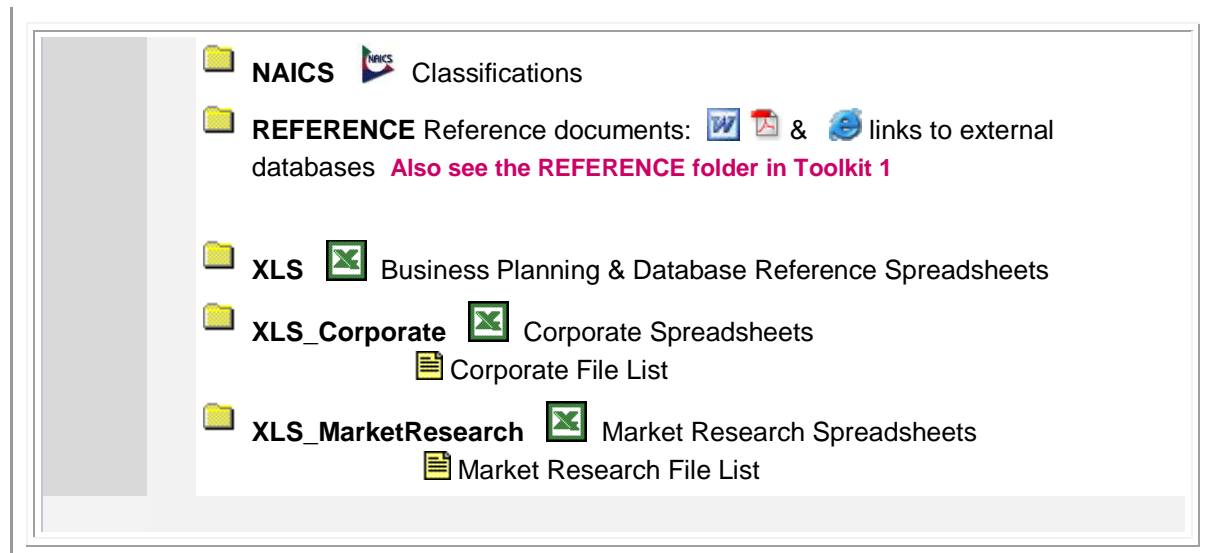 NAICS NAICS Classifications
REFERENCE Reference documents: W & links to external
databases Also see the REFERENCE folder in Toolkit 1
XLS Business Planning & Database Reference Spreadsheets
XLS_Corporate Corporate Spreadsheets
Corporate File List
XLS_MarketResearch Market Research Spreadsheets
Market Research File List